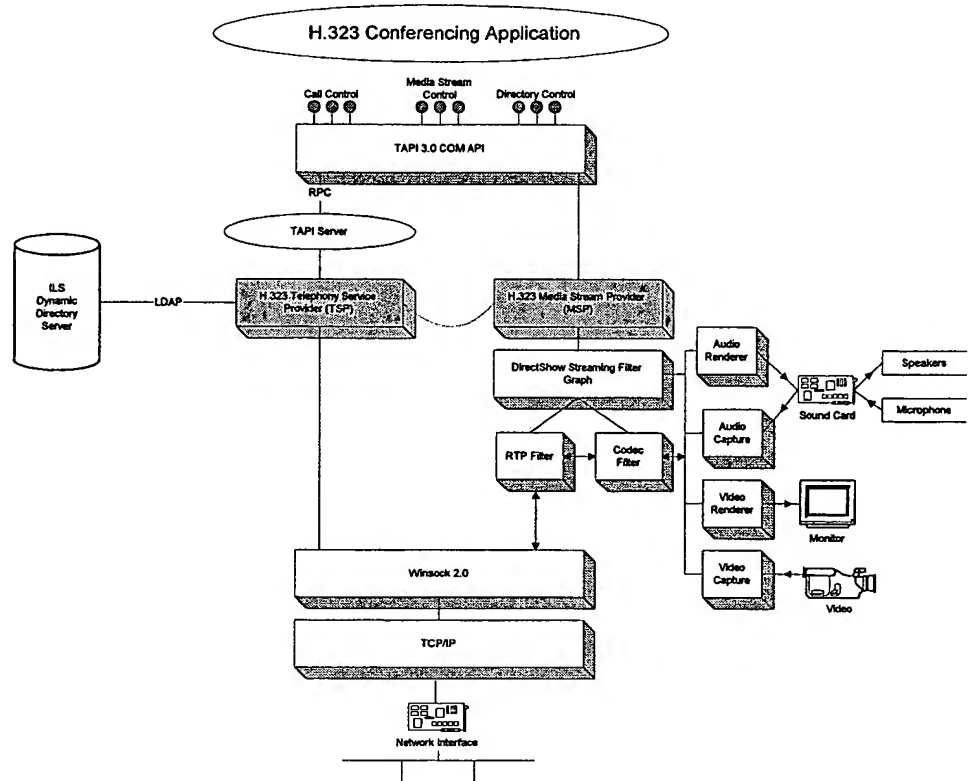 H.323 Conferencing Application
Call Control
Media Stream
Control
Directory Control
TAPI 3.0 COM API
RPC
TAPI Server
ILS
Dynamic
Directory
Server
LDAP
H.323 Telephony Service
Provider (TSP)
H.323 Media Stream Provider
(MSP)
DirectShow Streaming Filter
Graph
Audio
Renderer
Speakers
Sound Card
Microphone
Audio
Capture
RTP Filter
Codec
Filter
Video
Renderer
Monitor
Winsock 2.0
Video
Capture
Video
TCP/IP
Network Interface